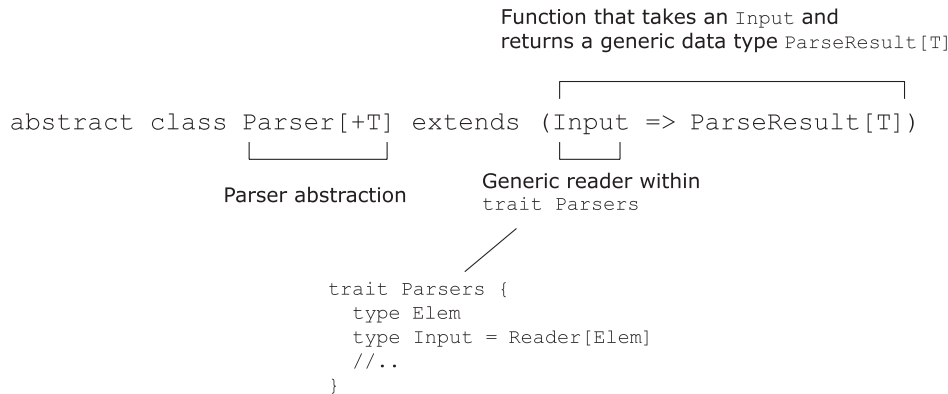 Function that takes an Input and
returns a generic data type ParseResult[T]
abstract class Parser[+T] extends (Input => ParseResult[T])
Parser abstraction
Generic reader within
trait Parsers
trait Parsers {
  type Elem
  type Input = Reader[Elem]
  //..
}